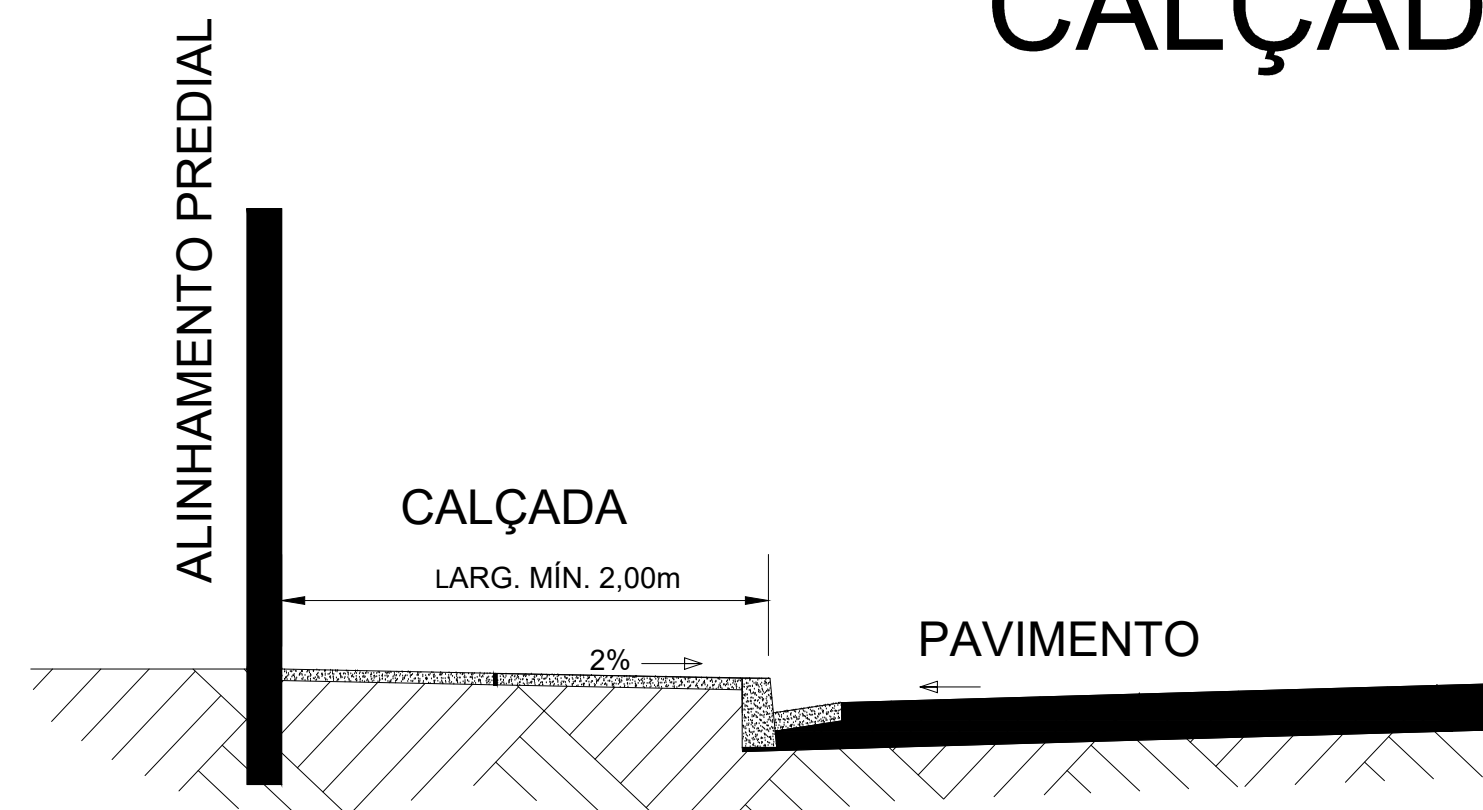 CALÇAD
ALINHAMENTO PREDIAL
CALÇADA
LARG. MÍN. 2,00m
PAVIMENTO
2%